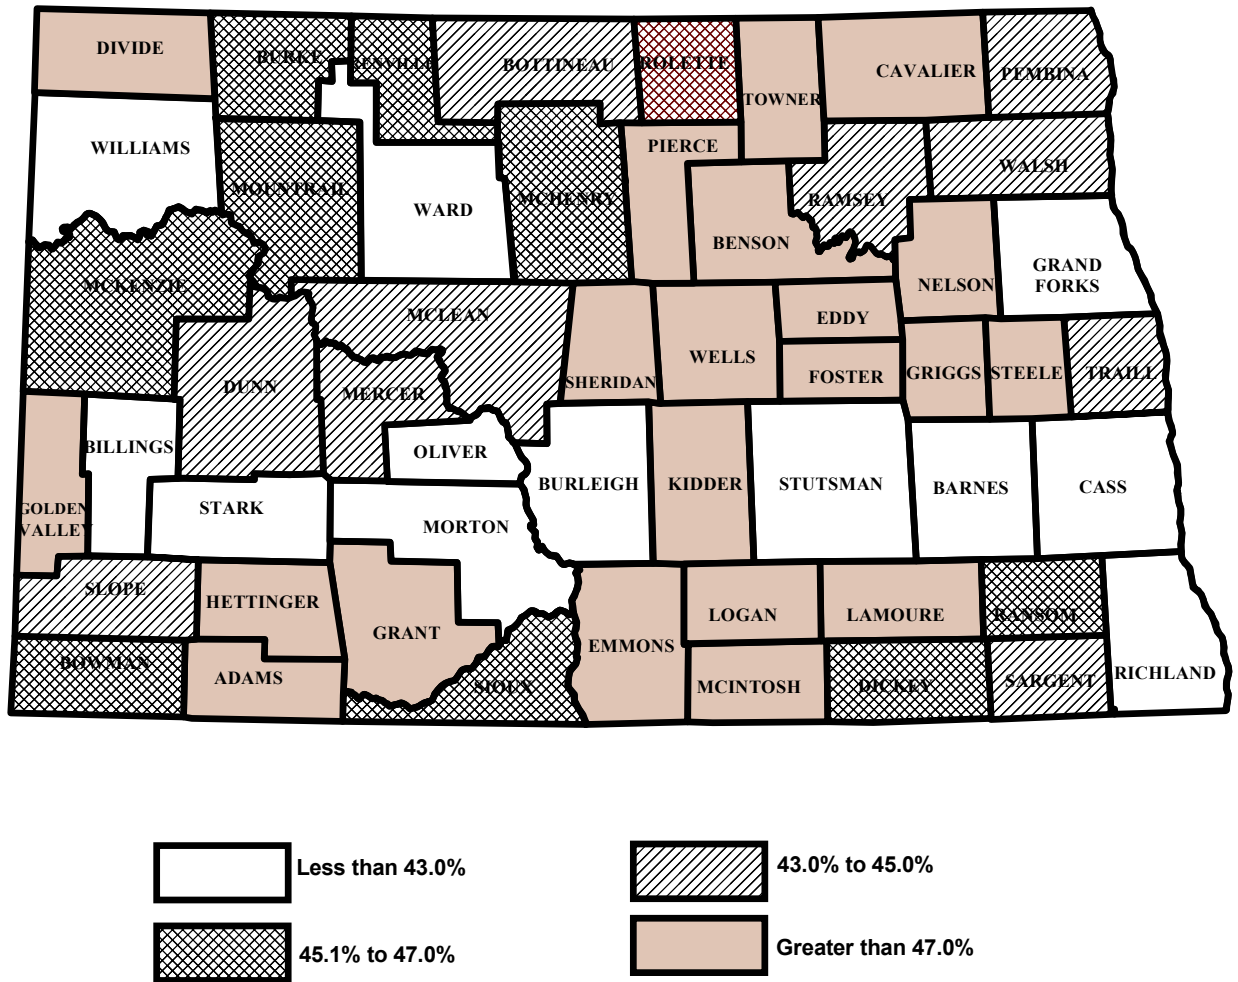 DIVIDE
BURKE
RENVILLE
BOTTINEAU
ROLETTE
TOWNER
CAVALIER
PEMBINA
WILLIAMS
MOUNTRAIL
WARD
MCHENRY
PIERCE
BENSON
RAMSEY
WALSH
NELSON
GRAND
FORKS
MCKENZIE
DUNN
MCLEAN
MERCER
OLIVER
SHERIDAN
WELLS
EDDY
FOSTER
GRIGGS
STEELE
TRAILL
GOLDEN
VALLEY
BILLINGS
STARK
MORTON
BURLEIGH
KIDDER
STUTSMAN
BARNES
CASS
SLOPE
HETTINGER
GRANT
BOWMAN
ADAMS
SIOUX
EMMONS
LOGAN
LAMOURE
RANSOM
MCINTOSH
DICKEY
SARGENT
RICHLAND
Less than 43.0%
43.0% to 45.0%
45.1% to 47.0%
Greater than 47.0%